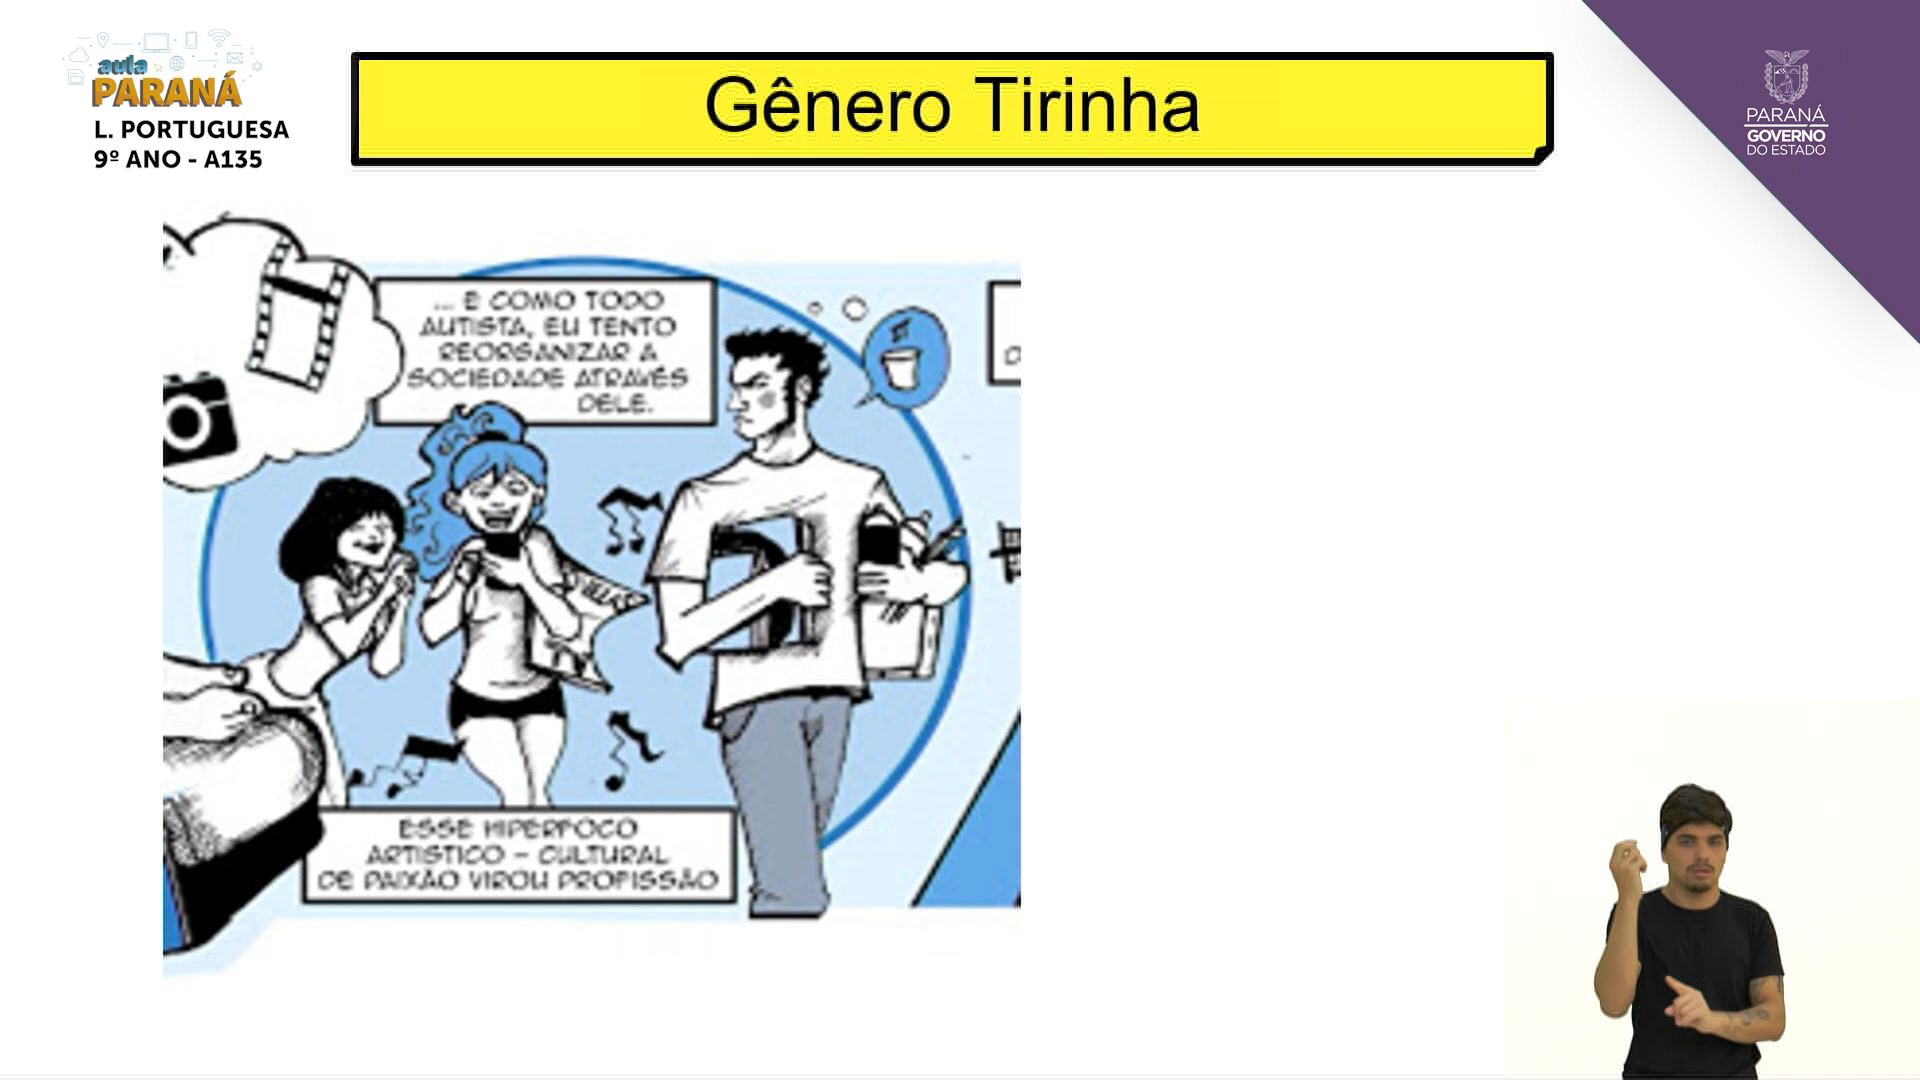 aula
PARANÁ
L. PORTUGUESA
9º ANO - A135
Gênero Tirinha
PARANÁ
GOVERNO
DO ESTADO
... E COMO TODO
AUTISTA, EU TENTO
REORGANIZAR A
SOCIEDADE ATRAVÉS
DELE.
ESSE HIPERFOCO
ARTISTICO - CULTURAL
DE PAIXÃO VIROU PROFISSÃO